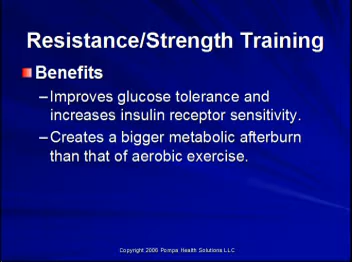 Resistance/Strength Training
Benefits
–Improves glucose tolerance and
increases insulin receptor sensitivity.
–Creates a bigger metabolic afterburn
than that of aerobic exercise.
Copyright 2006 Pompa Health Solutions LLC